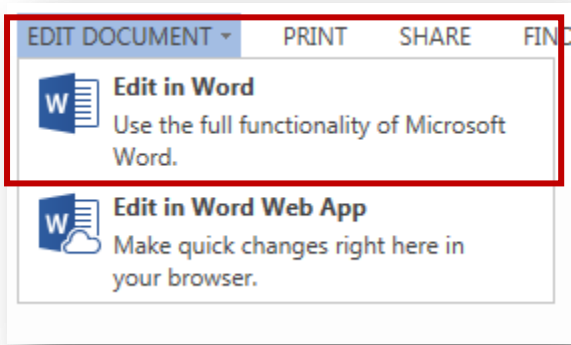 EDIT DOCUMENT PRINT SHARE FIND
Edit in Word
Use the full functionality of Microsoft
Word.
Edit in Word Web App
Make quick changes right here in
your browser.